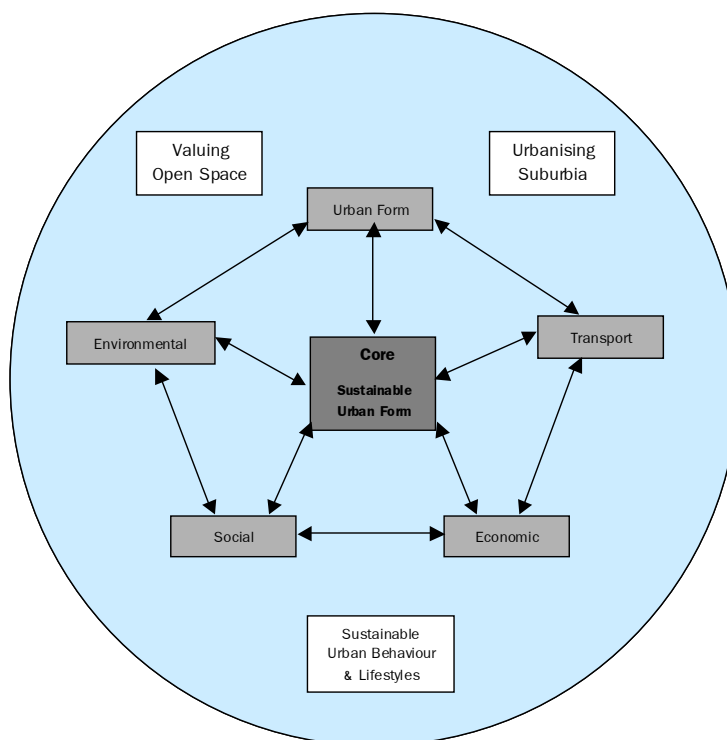 Valuing
Open Space
Urbanising
Suburbia
Urban Form
Environmental
Transport
Core
Sustainable
Urban Form
Social
Economic
Sustainable
Urban Behaviour
& Lifestyles